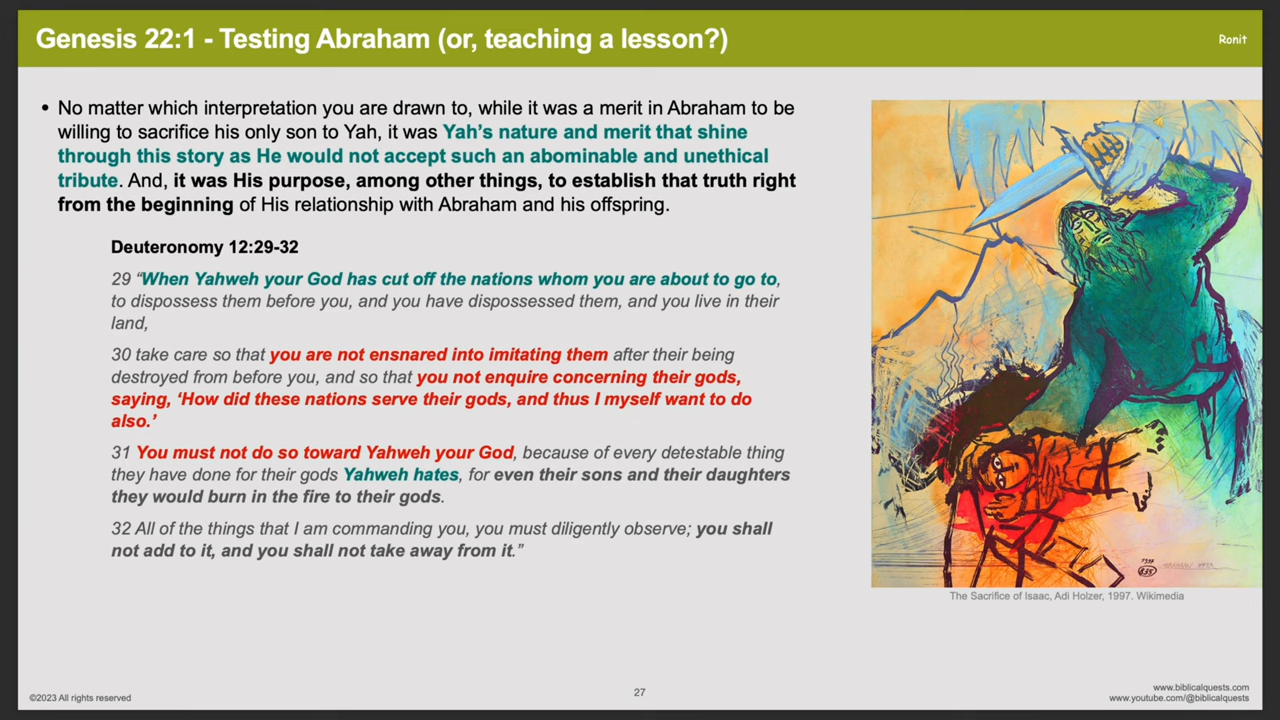 Genesis 22:1 - Testing Abraham (or, teaching a lesson?)
Ronit
• No matter which interpretation you are drawn to, while it was a merit in Abraham to be
willing to sacrifice his only son to Yah, it was Yah's nature and merit that shine
through this story as He would not accept such an abominable and unethical
tribute. And, it was His purpose, among other things, to establish that truth right
from the beginning of His relationship with Abraham and his offspring.
Deuteronomy 12:29-32
29 “When Yahweh your God has cut off the nations whom you are about to go to,
to dispossess them before you, and you have dispossessed them, and you live in their
land,
30 take care so that you are not ensnared into imitating them after their being
destroyed from before you, and so that you not enquire concerning their gods,
saying, ‘How did these nations serve their gods, and thus I myself want to do
also.’
31 You must not do so toward Yahweh your God, because of every detestable thing
they have done for their gods Yahweh hates, for even their sons and their daughters
they would burn in the fire to their gods.
32 All of the things that I am commanding you, you must diligently observe; you shall
not add to it, and you shall not take away from it.”
The Sacrifice of Isaac, Adi Holzer, 1997. Wikimedia
©2023 All rights reserved
27
www.biblicalquests.com
www.youtube.com/@biblicalquests